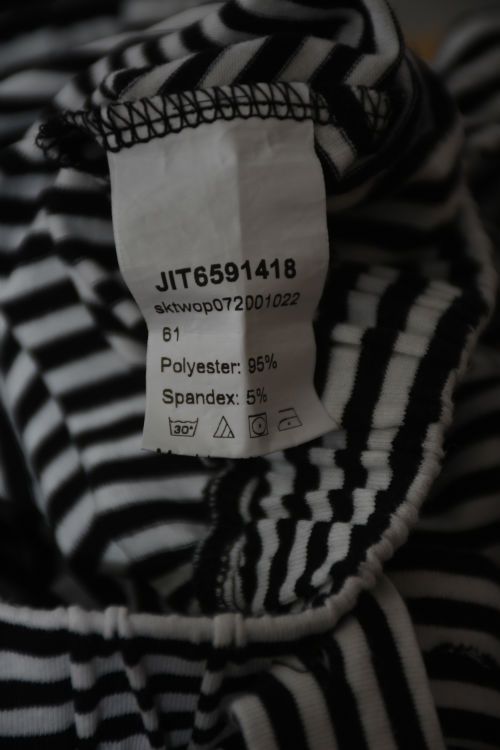 JIT6591418
sktwop072001022
61
Polyester: 95%
Spandex: 5%
30°